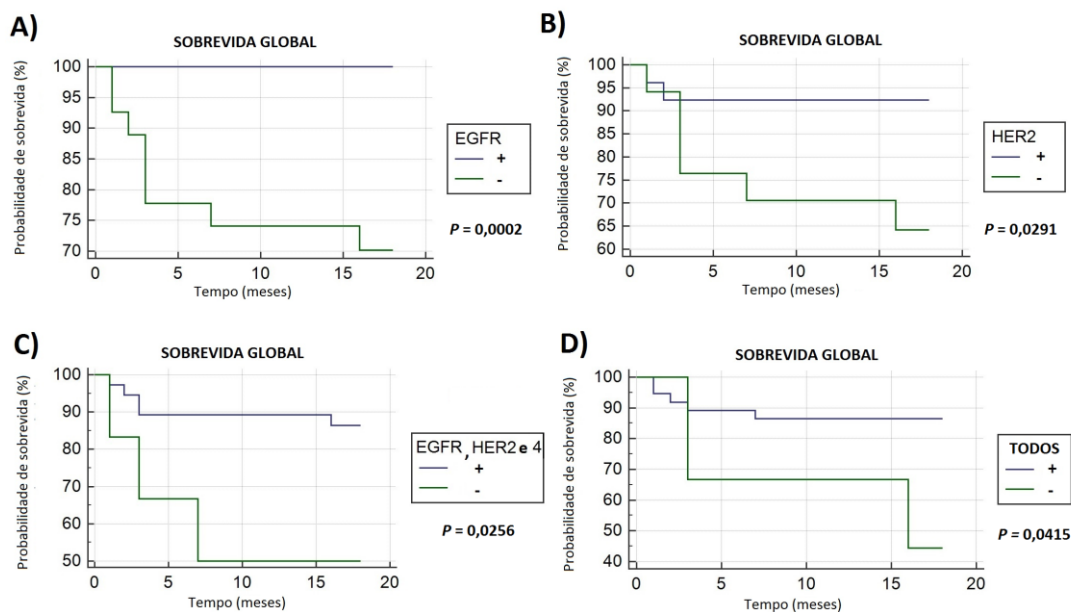 A)
SOBREVIDA GLOBAL
Probabilidade de sobrevida (%)
100
95
90
85
80
75
70
0 5 10 15 20
Tempo (meses)
EGFR
+
-
P = 0,0002
B)
SOBREVIDA GLOBAL
Probabilidade de sobrevida (%)
100
95
90
85
80
75
70
65
60
0 5 10 15 20
Tempo (meses)
HER2
+
-
P = 0,0291
C)
SOBREVIDA GLOBAL
Probabilidade de sobrevida (%)
100
90
80
70
60
50
0 5 10 15 20
Tempo (meses)
EGFR, HER2 e 4
+
-
P = 0,0256
D)
SOBREVIDA GLOBAL
Probabilidade de sobrevida (%)
100
90
80
70
60
50
40
0 5 10 15 20
Tempo (meses)
TODOS
+
-
P = 0,0415